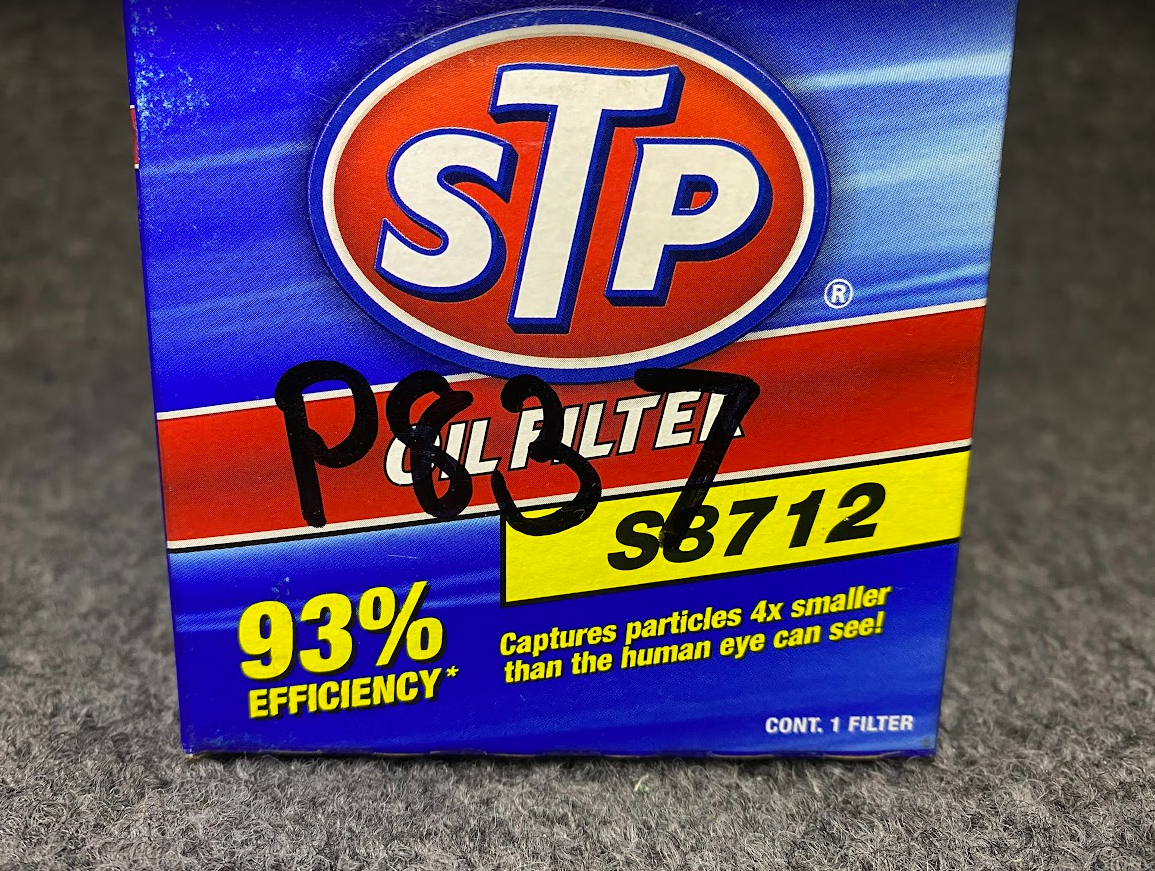 STP
®
P837
OIL FILTER
S8712
93%
EFFICIENCY*
Captures particles 4x smaller
than the human eye can see!
CONT. 1 FILTER